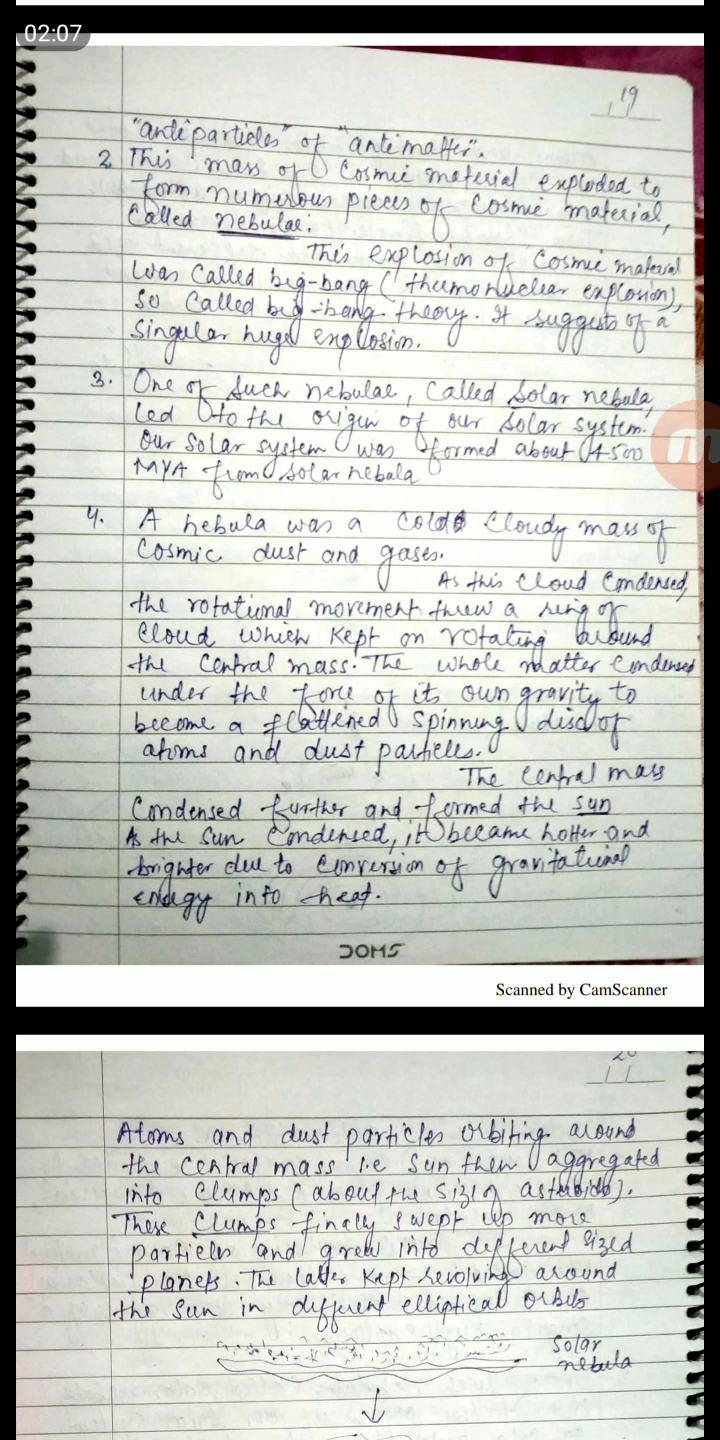 02:07
19
"antiparticles" of "antimatter".
2 This mass of Cosmic material exploded to
form numerous pieces of cosmic material,
Called nebulae.
This explosion of Cosmic material
was called big-bang (thermonuclear explosion),
so called big-bang theory. It suggests of a
Singular huge explosion.
3. One of such nebulae, Called Solar nebula,
led to the origin of our solar system.
Our Solar system was formed about 4500
MYA from solar nebula
4. A nebula was a cold cloudy mass of
Cosmic dust and gases.
As this cloud condensed,
the rotational movement threw a ring of
cloud which kept on rotating around
the central mass. The whole matter condensed
under the force of its own gravity to
become a flattened spinning disc of
atoms and dust particles.
The central mass
Condensed further and formed the sun
As the Sun Condensed, it became hotter and
brighter due to conversion of gravitational
energy into heat.
DOMS
Scanned by CamScanner
20
Atoms and dust particles orbiting around
the central mass i.e Sun then aggregated
into Clumps (about the size of asteroids).
These Clumps finally swept up more
particles and grew into different sized
planets. The latter kept revolving around
the Sun in different elliptical orbits
Solar
nebula